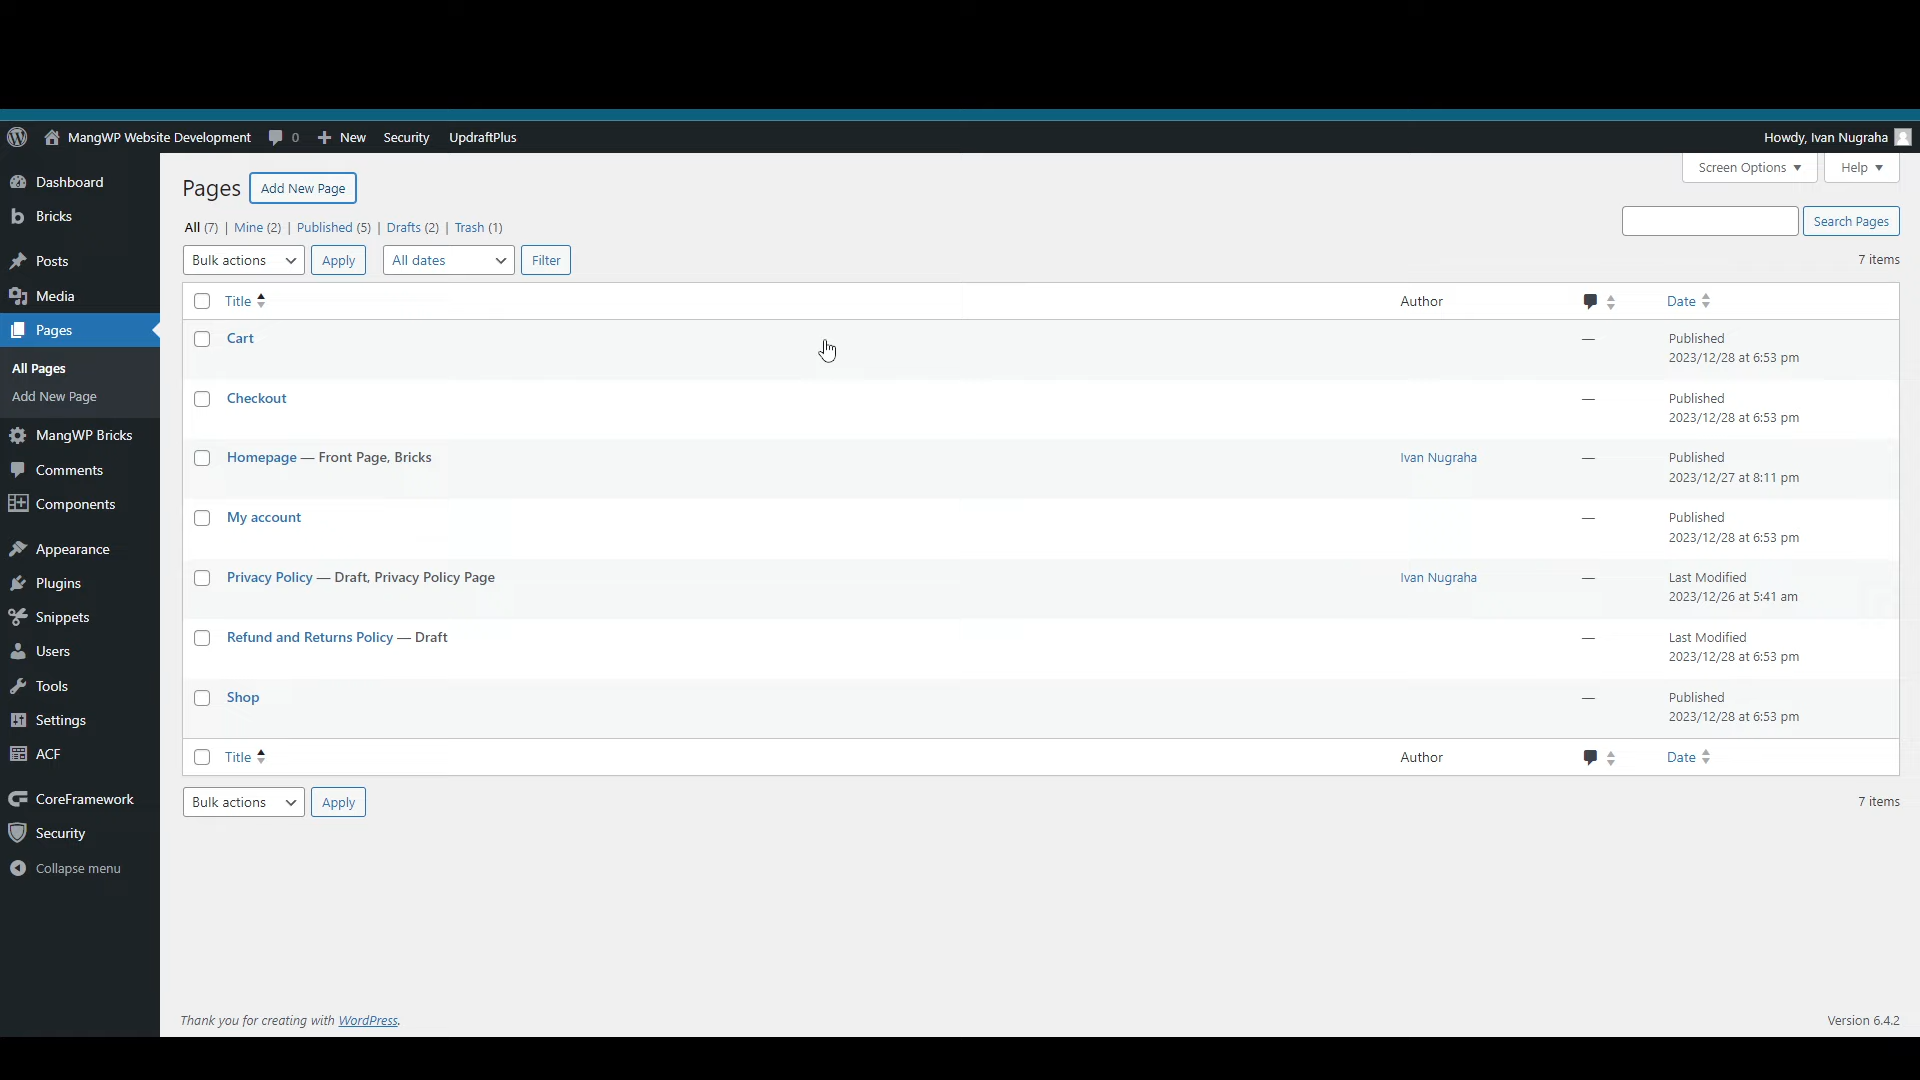 MangWP Website Development 0 New Security UpdraftPlus Howdy, Ivan Nugraha
Dashboard
Bricks
Posts
Media
Pages
All Pages
Add New Page
MangWP Bricks
Comments
Components
Appearance
Plugins
Snippets
Users
Tools
Settings
ACF
CoreFramework
Security
Collapse menu
Screen Options Help
Pages Add New Page
All (7) | Mine (2) | Published (5) | Drafts (2) | Trash (1)
Search Pages
Bulk actions Apply All dates Filter 7 items
Title Author Date
Cart — Published
2023/12/28 at 6:53 pm
Checkout — Published
2023/12/28 at 6:53 pm
Homepage — Front Page, Bricks Ivan Nugraha — Published
2023/12/27 at 8:11 pm
My account — Published
2023/12/28 at 6:53 pm
Privacy Policy — Draft, Privacy Policy Page Ivan Nugraha — Last Modified
2023/12/26 at 5:41 am
Refund and Returns Policy — Draft — Last Modified
2023/12/28 at 6:53 pm
Shop — Published
2023/12/28 at 6:53 pm
Title Author Date
Bulk actions Apply 7 items
Thank you for creating with WordPress. Version 6.4.2